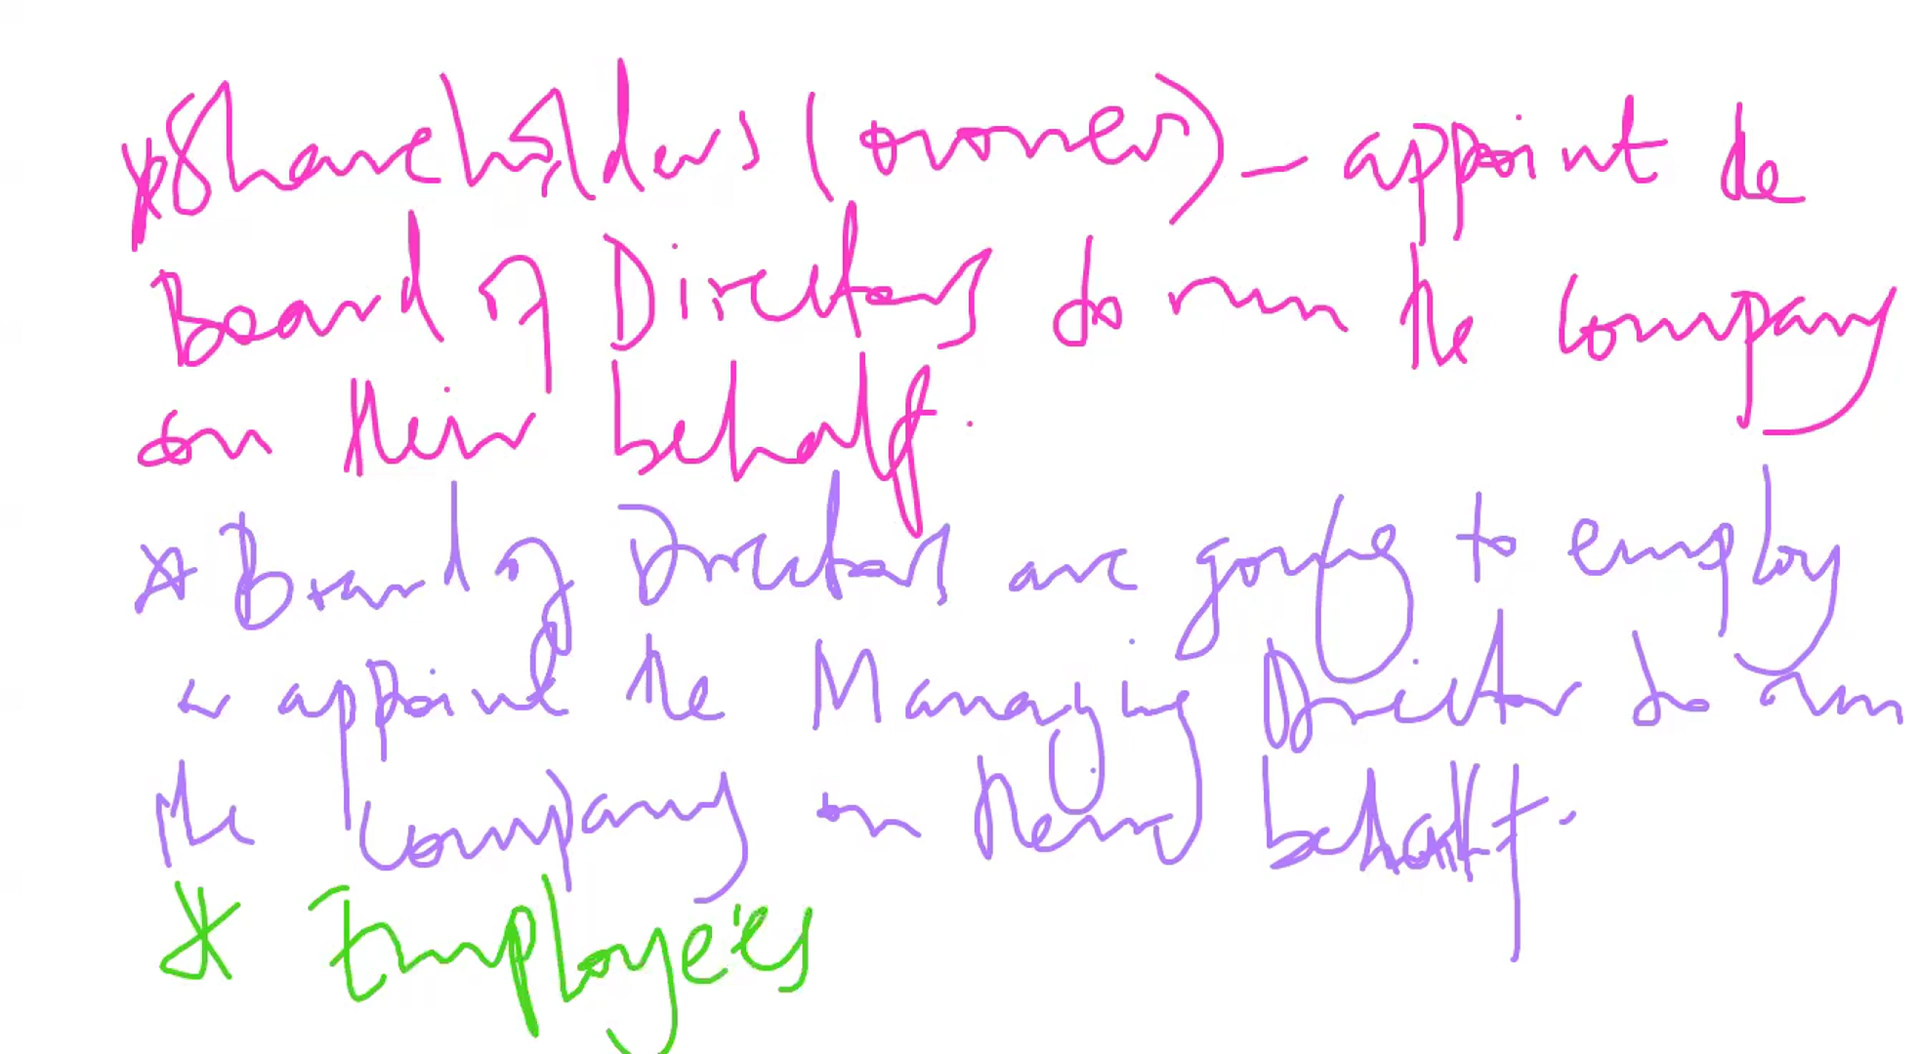 * Shareholders (owners) - appoint the
Board of Directors to run the company
on their behalf.
* Board of Directors are going to employ
or appoint the Managing Director to run
the Company on their behalf.
* Employees